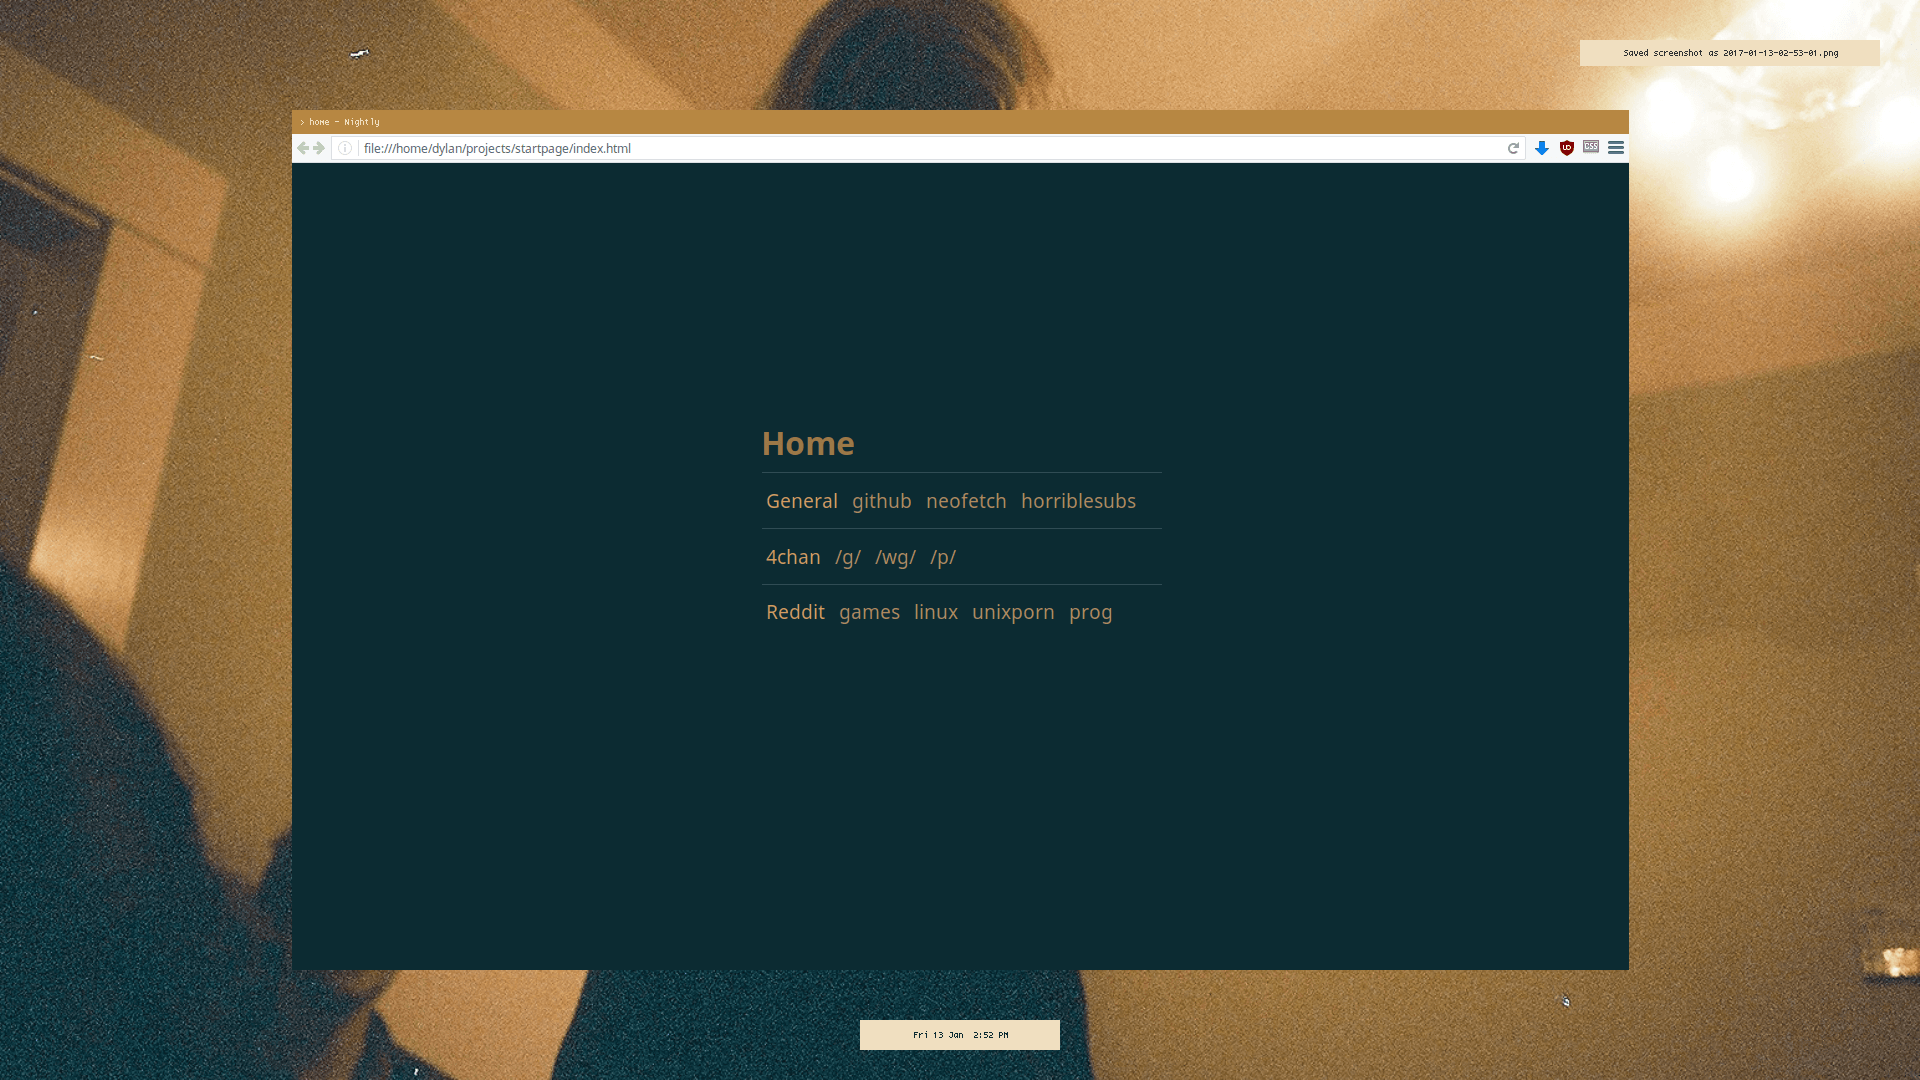 Saved screenshot as 2017-01-13-02-53-01.png
> home - Nightly
file:///home/dylan/projects/startpage/index.html
Home
General github neofetch horriblesubs
4chan /g/ /wg/ /p/
Reddit games linux unixporn prog
Fri 13 Jan 2:52 PM